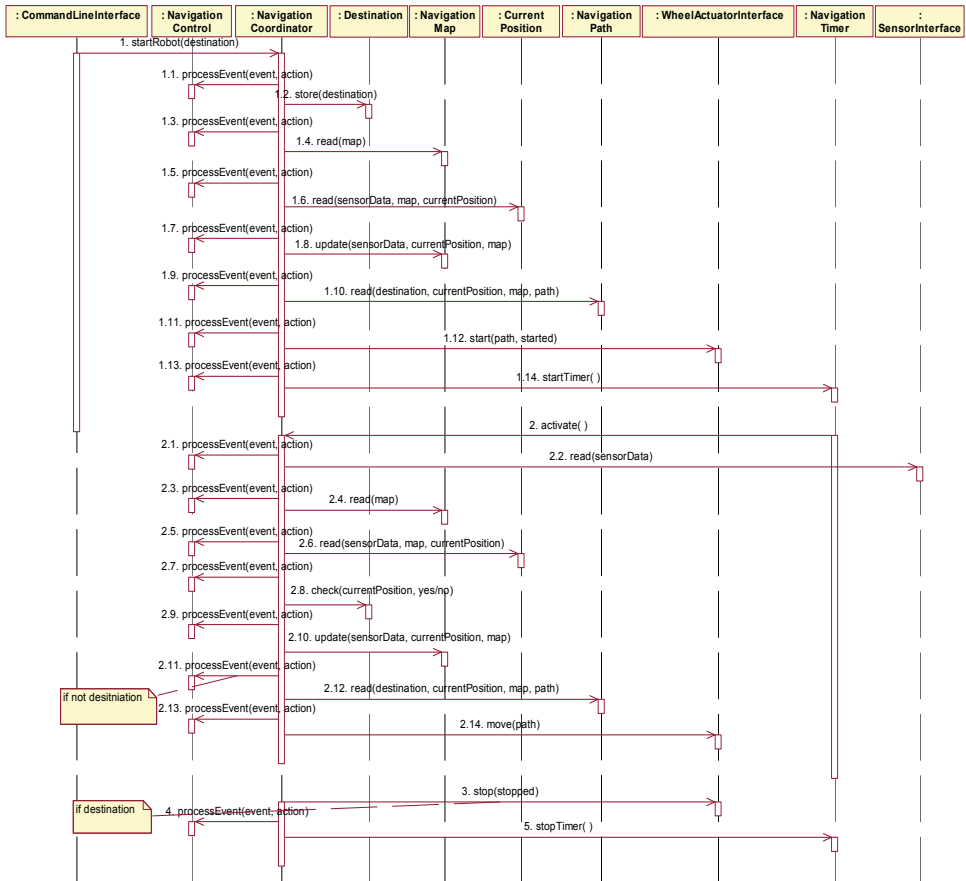 : CommandLineInterface
: Navigation
Control
: Navigation
Coordinator
: Destination
: Navigation
Map
: Current
Position
: Navigation
Path
: WheelActuatorInterface
: Navigation
Timer
:
SensorInterface
1. startRobot(destination)
1.1. processEvent(event, action)
1.2. store(destination)
1.3. processEvent(event, action)
1.4. read(map)
1.5. processEvent(event, action)
1.6. read(sensorData, map, currentPosition)
1.7. processEvent(event, action)
1.8. update(sensorData, currentPosition, map)
1.9. processEvent(event, action)
1.10. read(destination, currentPosition, map, path)
1.11. processEvent(event, action)
1.12. start(path, started)
1.13. processEvent(event, action)
1.14. startTimer( )
2. activate( )
2.1. processEvent(event, action)
2.2. read(sensorData)
2.3. processEvent(event, action)
2.4. read(map)
2.5. processEvent(event, action)
2.6. read(sensorData, map, currentPosition)
2.7. processEvent(event, action)
2.8. check(currentPosition, yes/no)
2.9. processEvent(event, action)
2.10. update(sensorData, currentPosition, map)
2.11. processEvent(event, action)
if not desitniation
2.12. read(destination, currentPosition, map, path)
2.13. processEvent(event, action)
2.14. move(path)
3. stop(stopped)
if destination
4. processEvent(event, action)
5. stopTimer( )